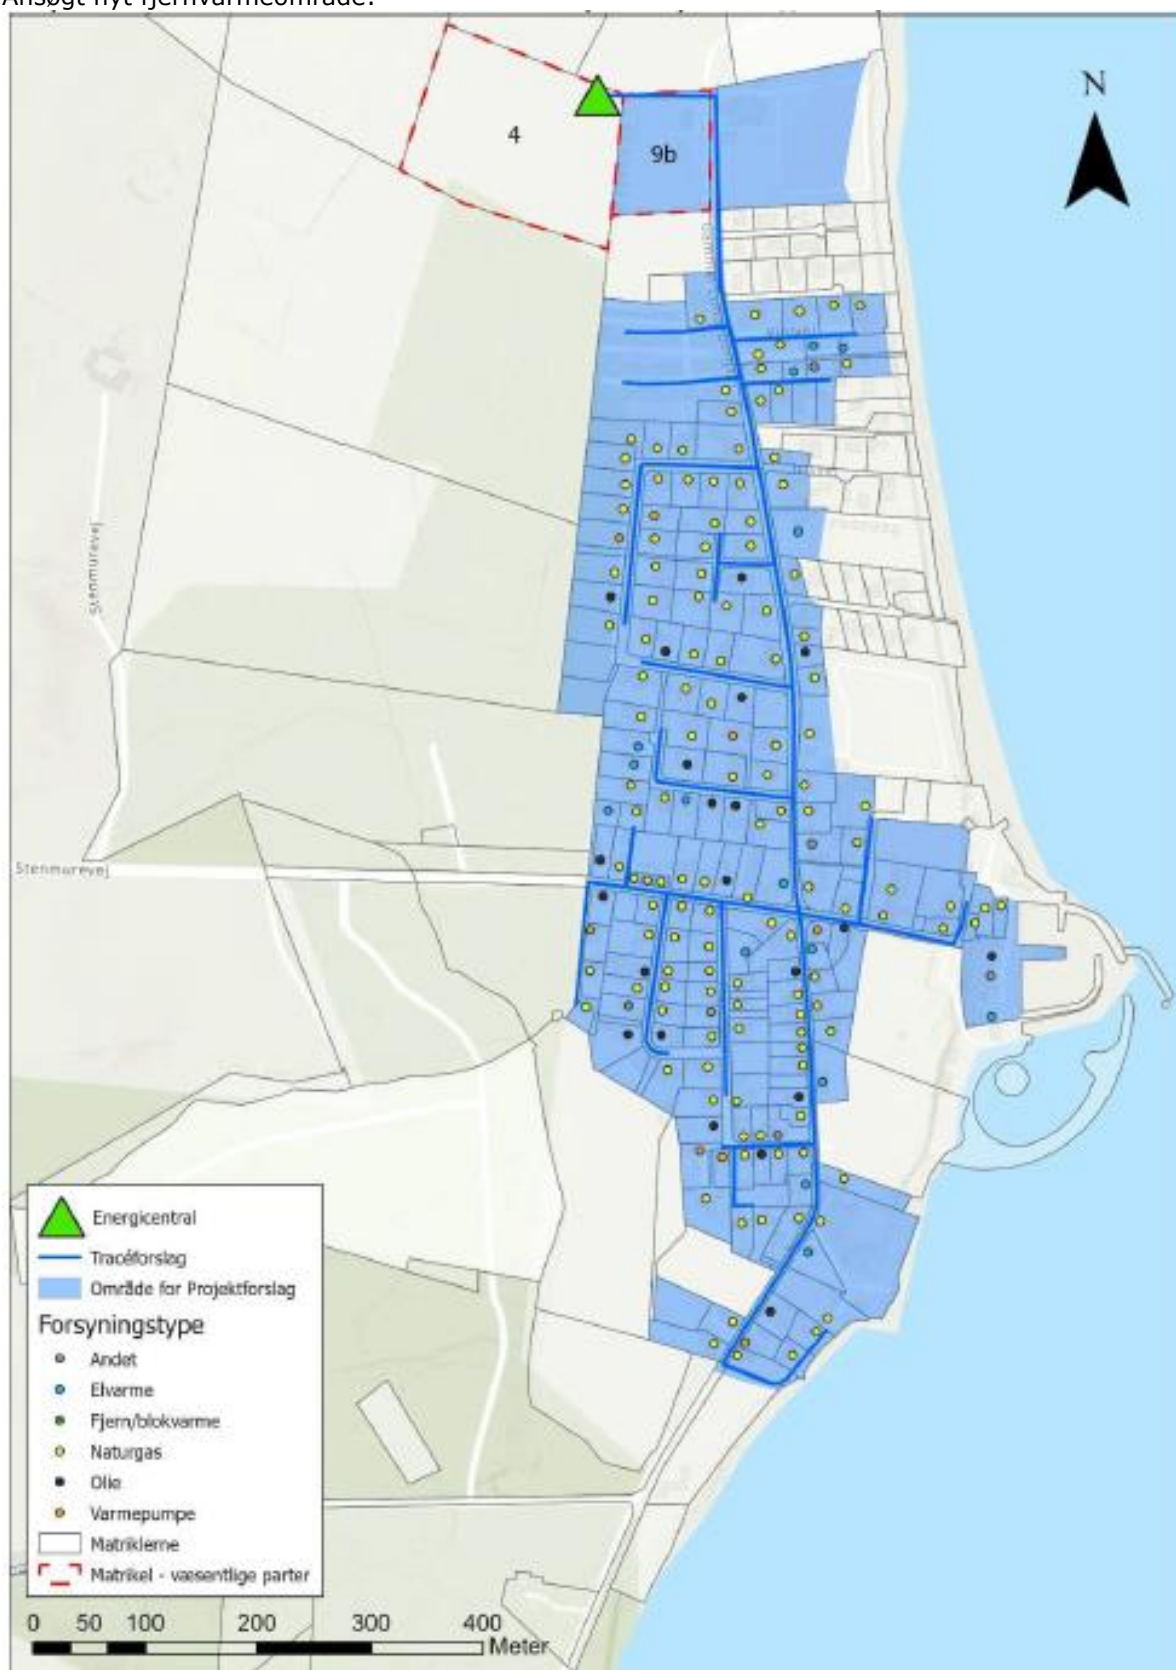 Ansøgt nyt fjernvarmeområde:
N
4
9b
Stenmurevej
Stenmurevej
Energicentral
Tracéforslag
Område for Projektforslag
Forsyningstype
Andet
Elvarme
Fjern/blokvarme
Naturgas
Olie
Varmepumpe
Matriklerne
Matrikel - væsentlige parter
0 50 100 200 300 400
Meter